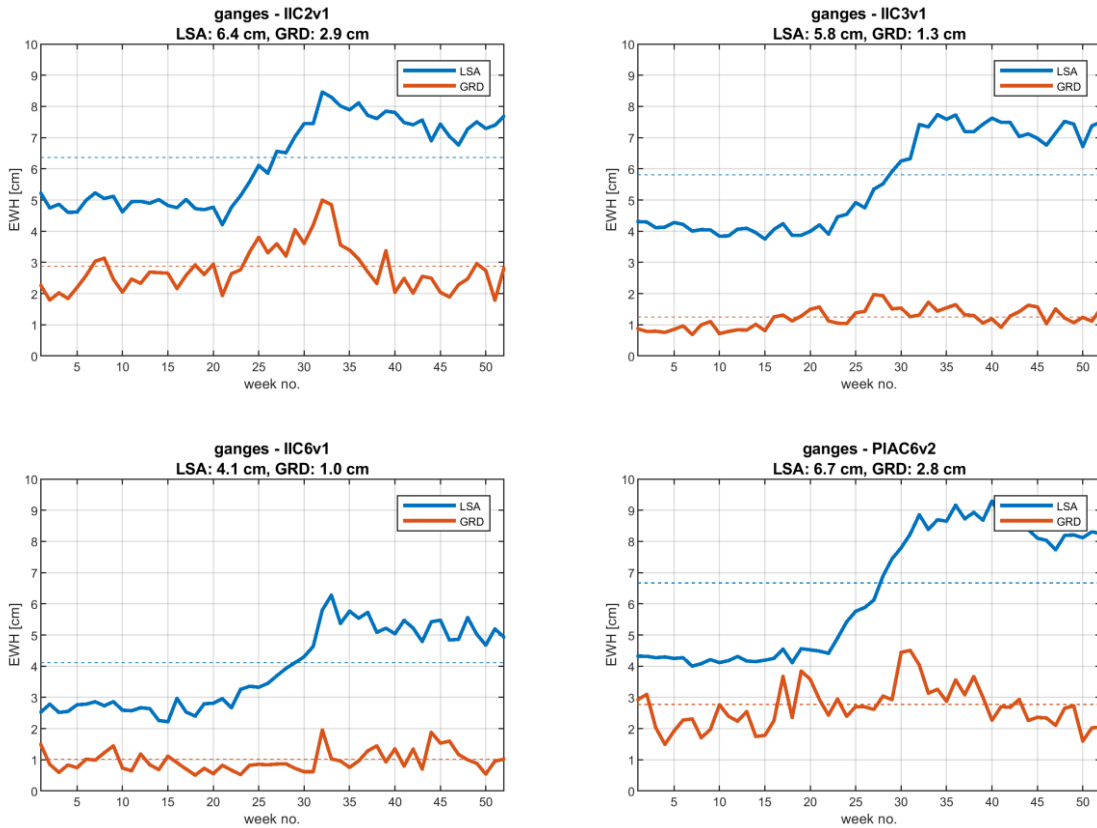 ganges - IIC2v1
LSA: 6.4 cm, GRD: 2.9 cm
10
9
8
7
6
5
4
3
2
1
0
EWH [cm]
LSA
GRD
5 10 15 20 25 30 35 40 45 50
week no.
ganges - IIC3v1
LSA: 5.8 cm, GRD: 1.3 cm
10
9
8
7
6
5
4
3
2
1
0
EWH [cm]
LSA
GRD
5 10 15 20 25 30 35 40 45 50
week no.
ganges - IIC6v1
LSA: 4.1 cm, GRD: 1.0 cm
10
9
8
7
6
5
4
3
2
1
0
EWH [cm]
LSA
GRD
5 10 15 20 25 30 35 40 45 50
week no.
ganges - PIAC6v2
LSA: 6.7 cm, GRD: 2.8 cm
10
9
8
7
6
5
4
3
2
1
0
EWH [cm]
LSA
GRD
5 10 15 20 25 30 35 40 45 50
week no.